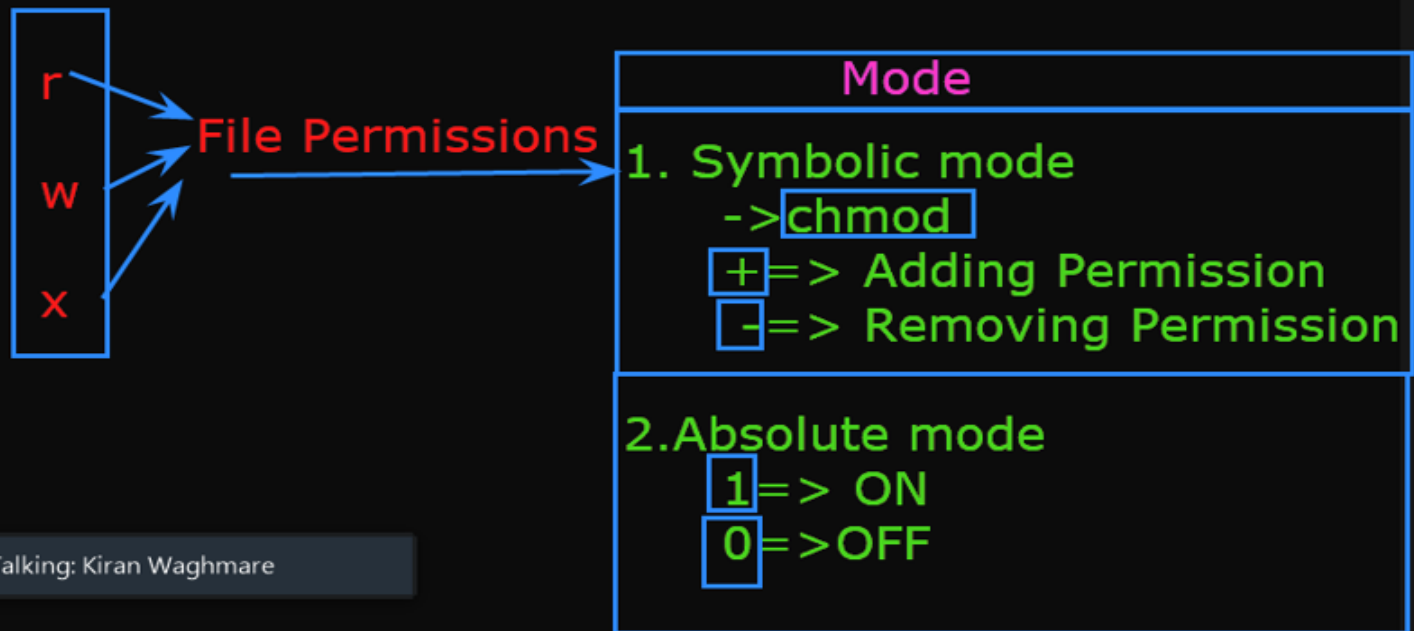 r
w
x
File Permissions
Mode
1. Symbolic mode
->chmod
+=> Adding Permission
-=> Removing Permission
2.Absolute mode
1=> ON
0=>OFF
alking: Kiran Waghmare